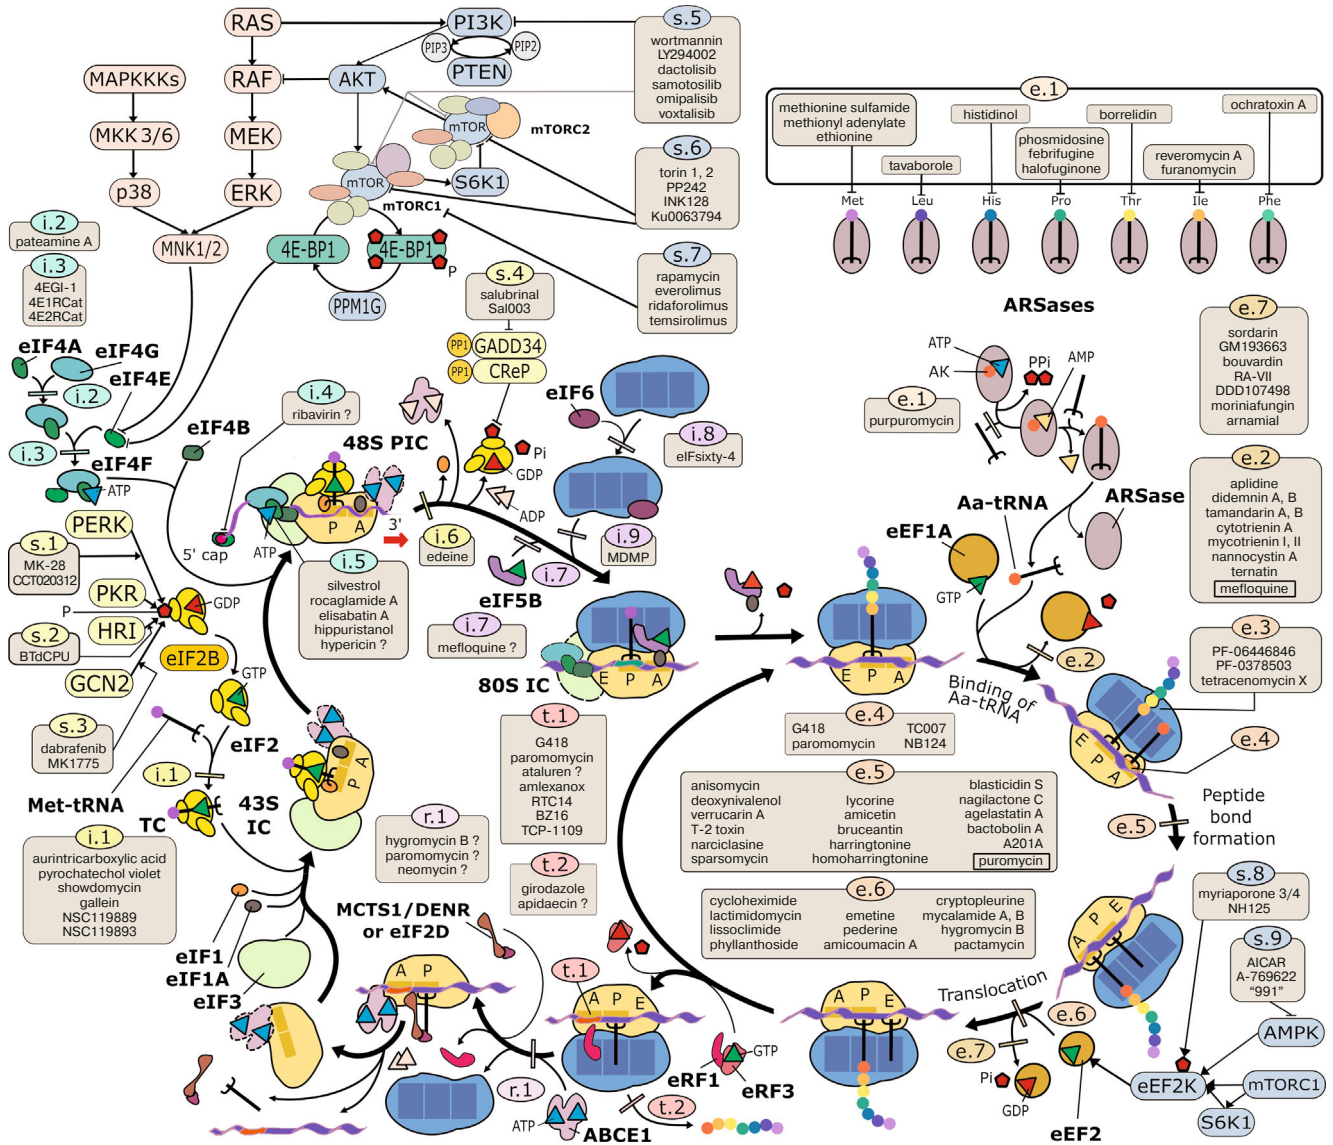 RAS
PI3K
PIP3
PIP2
PTEN
MAPKKKs
RAF
AKT
MKK 3/6
MEK
mTOR
mTORC2
p38
ERK
mTOR
S6K1
mTORC1
MNK1/2
4E-BP1
4E-BP1
P
PPM1G
s.5
wortmannin
LY294002
dactolisib
samotosilib
omipalisib
voxtalisib
s.6
torin 1, 2
PP242
INK128
Ku0063794
s.7
rapamycin
everolimus
ridaforolimus
temsirolimus
e.1
methionine sulfamide
methionyl adenylate
ethionine
tavaborole
histidinol
phosmidosine
febrifugine
halofuginone
borrelidin
reveromycin A
furanomycin
ochratoxin A
Met
Leu
His
Pro
Thr
Ile
Phe
ARSases
i.2
pateamine A
i.3
4EGI-1
4E1RCat
4E2RCat
eIF4A
eIF4G
eIF4E
i.2
i.3
eIF4F
ATP
eIF4B
i.4
ribavirin ?
48S PIC
5' cap
ATP
P A
3'
i.5
silvestrol
rocaglamide A
elisabatin A
hippuristanol
hypericin ?
s.4
salubrinal
Sal003
PP1
GADD34
PP1
CReP
Pi
GDP
ADP
i.6
edeine
eIF6
i.8
eIFsixty-4
i.9
MDMP
i.7
eIF5B
i.7
mefloquine ?
80S IC
E P A
e.1
purpuromycin
ATP
AK
PPi
AMP
ARSase
Aa-tRNA
eEF1A
GTP
e.2
Binding of
Aa-tRNA
e.7
sordarin
GM193663
bouvardin
RA-VII
DDD107498
moriniafungin
arnamial
e.2
aplidine
didemnin A, B
tamandarin A, B
cytotrienin A
mycotrienin I, II
nannocystin A
ternatin
mefloquine
e.3
PF-06446846
PF-0378503
tetracenomycin X
e.4
E P A
PERK
s.1
MK-28
CCT020312
PKR
P
HRI
s.2
BTdCPU
GCN2
GDP
eIF2B
GTP
eIF2
s.3
dabrafenib
MK1775
i.1
Met-tRNA
TC
43S
IC
P A
i.1
aurintricarboxylic acid
pyrochatechol violet
showdomycin
gallein
NSC119889
NSC119893
eIF1
eIF1A
eIF3
t.1
G418
paromomycin
ataluren ?
amlexanox
RTC14
BZ16
TCP-1109
t.2
girodazole
apidaecin ?
r.1
hygromycin B ?
paromomycin ?
neomycin ?
MCTS1/DENR
or eIF2D
e.4
G418
paromomycin
TC007
NB124
e.5
anisomycin
deoxynivalenol
verrucarin A
T-2 toxin
narciclasine
sparsomycin
lycorine
amicetin
bruceantin
harringtonine
homoharringtonine
blasticidin S
nagilactone C
agelastatin A
bactobolin A
A201A
puromycin
e.6
cycloheximide
lactimidomycin
lissoclimide
phyllanthoside
emetine
pederine
amicoumacin A
cryptopleurine
mycalamide A, B
hygromycin B
pactamycin
e.5
Peptide
bond
formation
s.8
myriaporone 3/4
NH125
s.9
AICAR
A-769622
"991"
AMPK
mTORC1
S6K1
eEF2K
eEF2
A P E
Translocation
e.6
e.7
Pi
GDP
A P E
t.1
A P E
GTP
eRF1
eRF3
t.2
A P
r.1
ATP
ABCE1